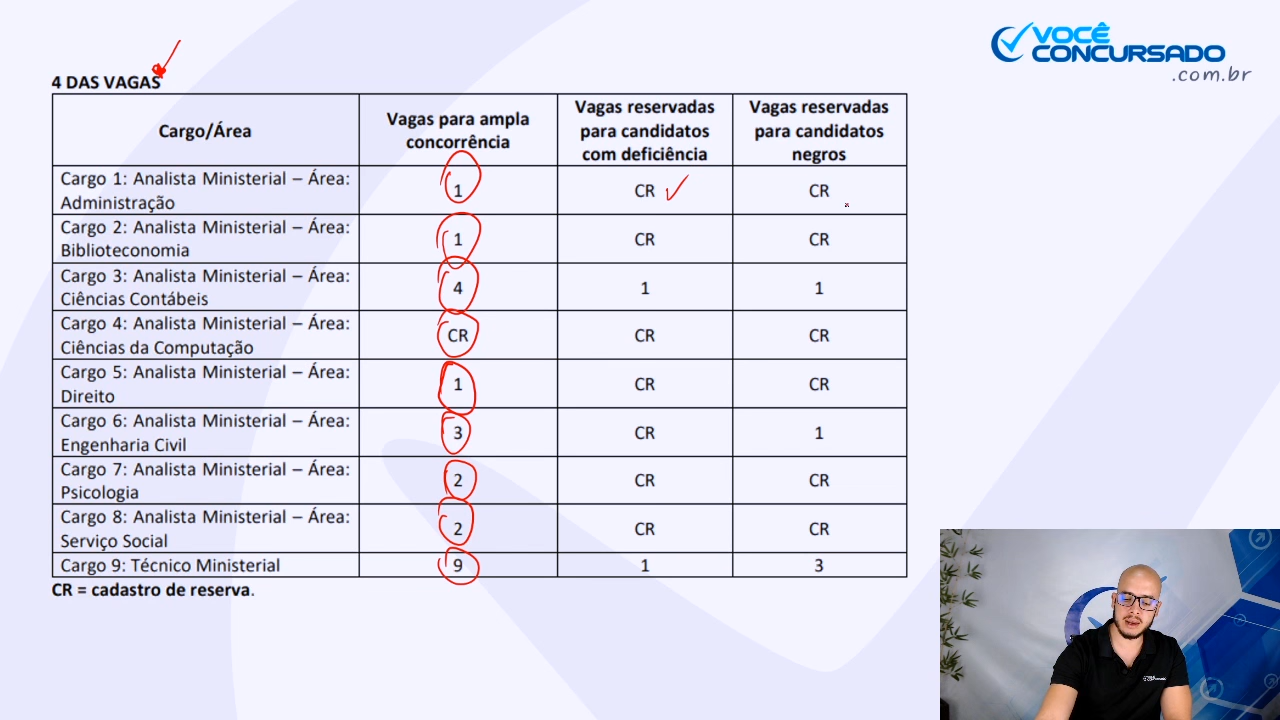 VOCÊ
CONCURSADO
.com.br
4 DAS VAGAS
Cargo/Área
Vagas para ampla
concorrência
Vagas reservadas
para candidatos
com deficiência
Vagas reservadas
para candidatos
negros
Cargo 1: Analista Ministerial – Área:
Administração
1
CR
CR
Cargo 2: Analista Ministerial – Área:
Biblioteconomia
1
CR
CR
Cargo 3: Analista Ministerial – Área:
Ciências Contábeis
4
1
1
Cargo 4: Analista Ministerial – Área:
Ciências da Computação
CR
CR
CR
Cargo 5: Analista Ministerial – Área:
Direito
1
CR
CR
Cargo 6: Analista Ministerial – Área:
Engenharia Civil
3
CR
1
Cargo 7: Analista Ministerial – Área:
Psicologia
2
CR
CR
Cargo 8: Analista Ministerial – Área:
Serviço Social
2
CR
CR
Cargo 9: Técnico Ministerial
9
1
3
CR = cadastro de reserva.
CONCURSADO